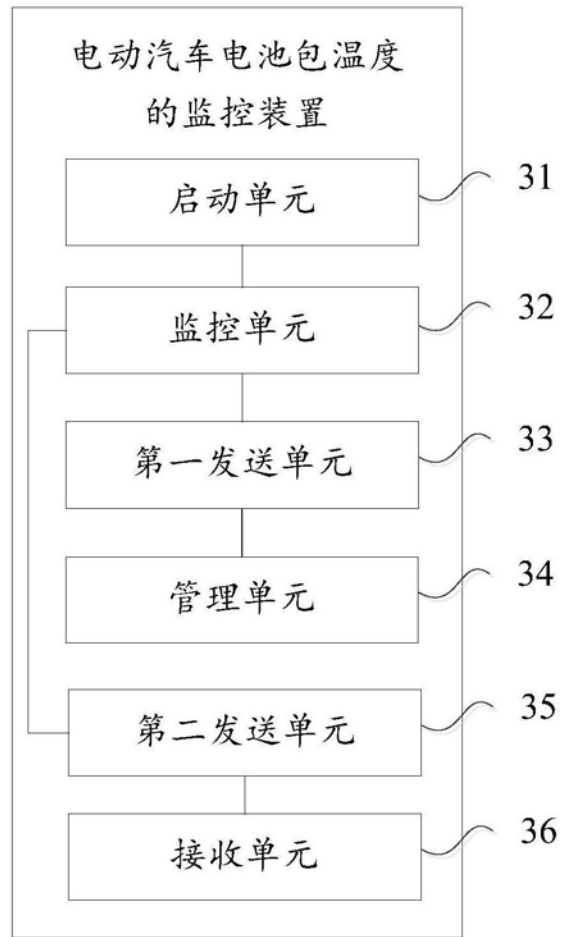 电动汽车电池包温度
的监控装置
启动单元
31
监控单元
32
第一发送单元
33
管理单元
34
第二发送单元
35
接收单元
36